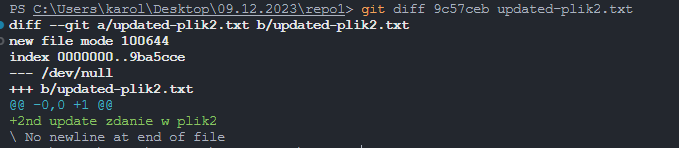 PS C:\Users\karol\Desktop\09.12.2023\repo1> git diff 9c57ceb updated-plik2.txt
diff --git a/updated-plik2.txt b/updated-plik2.txt
new file mode 100644
index 0000000..9ba5cce
--- /dev/null
+++ b/updated-plik2.txt
@@ -0,0 +1 @@
+2nd update zdanie w plik2
\ No newline at end of file